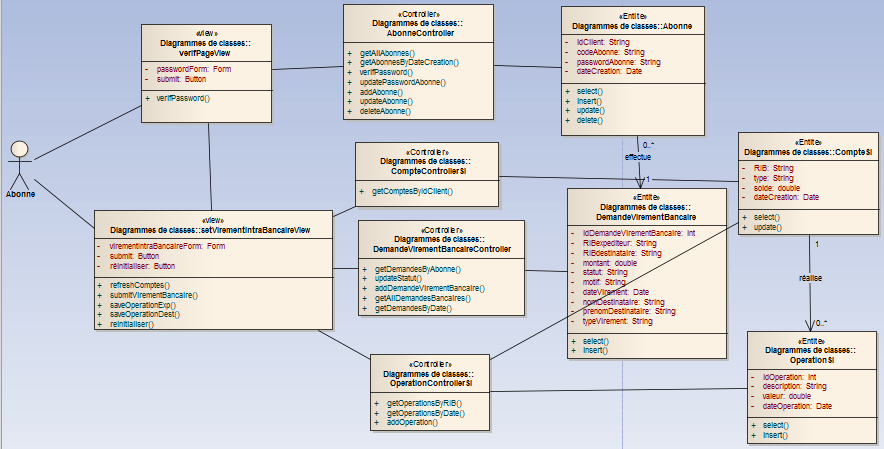 «view»
Diagrammes de classes::
verifPageView
- passwordForm: Form
- submit: Button
+ verifPassword()
«Controller»
Diagrammes de classes::
AbonneController
+ getAllAbonnes()
+ getAbonnesByDateCreation()
+ verifPassword()
+ updatePasswordAbonne()
+ addAbonne()
+ updateAbonne()
+ deleteAbonne()
«Entite»
Diagrammes de classes::Abonne
- idClient: String
- codeAbonne: String
- passwordAbonne: String
- dateCreation: Date
+ select()
+ insert()
+ update()
+ delete()
0..*
effectue
1
Abonne
«Controller»
Diagrammes de classes::
CompteControllerSI
+ getComptesByIdClient()
«Entite»
Diagrammes de classes::CompteSI
- RIB: String
- type: String
- solde: double
- dateCreation: Date
+ select()
+ update()
«view»
Diagrammes de classes::setVirementIntraBancaireView
- virementIntraBancaireForm: Form
- submit: Button
- réinitialiser: Button
+ refreshComptes()
+ submitVirementBancaire()
+ saveOperationExp()
+ saveOperationDest()
+ reinitialiser()
«Controller»
Diagrammes de classes::
DemandeVirementBancaireController
+ getDemandesByAbonne()
+ updateStatut()
+ addDemandeVirementBancaire()
+ getAllDemandesBancaires()
+ getDemandesByDate()
«Entite»
Diagrammes de classes::
DemandeVirementBancaire
- idDemandeVirementBancaire: int
- RIBexpediteur: String
- RIBdestinataire: String
- montant: double
- statut: String
- motif: String
- dateVirement: Date
- nomDestinataire: String
- prenomDestinataire: String
- typeVirement: String
+ select()
+ insert()
1
réalise
0..*
«Controller»
Diagrammes de classes::
OperationControllerSI
+ getOperationsByRIB()
+ getOperationsByDate()
+ addOperation()
«Entite»
Diagrammes de classes::
OperationSI
- idOperation: int
- description: String
- valeur: double
- dateOperation: Date
+ select()
+ insert()